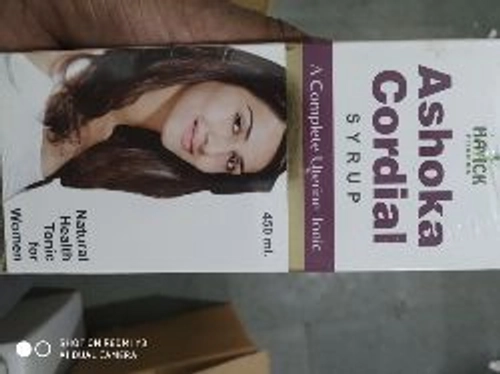 HAVICK
Ashoka
Cordial
SYRUP
A Complete Uterine Tonic
450 ml.
Natural
Health
Tonic
for
Women
SHOT ON REDMI Y3
AI DUAL CAMERA